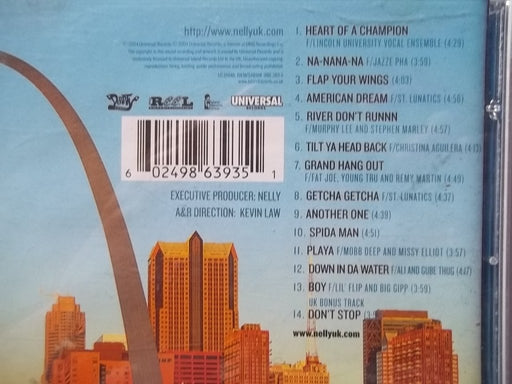 http://www.nellyuk.com
REEL
UNIVERSAL
RECORDS
6 02498 63935 1
EXECUTIVE PRODUCER; NELLY
A&R DIRECTION: KEVIN LAW
1. HEART OF A CHAMPION
F/LINCOLN UNIVERSITY VOCAL ENSEMBLE (4:29)
2. NA-NANA-NA F/JAZZE PHA (3:59)
3. FLAP YOUR WINGS (4:03)
4. AMERICAN DREAM F/ST. LUNATICS (4:56)
5 RIVER DON'T RUNNN
F/MURPHY LEE AND STEPHEN MARLEY (4:57)
6. TILT YA HEAD BACK F/CHRISTINA AGUILERA (4:13)
7. GRAND HANG OUT
F/FAT JOE, YOUNG TRU AND REMY MARTIN (4:49)
8. GETCHA GETCHA F/ST. LUNATICS (4:37)
9. ANOTHER ONE (4:39)
10. SPIDA MAN (4:51)
11. PLAYA F/MOBB DEEP AND MISSY ELLIOT (3:57)
12. DOWN IN DA WATER F/ALI AND GUBE THUG (4:17)
13. BOY F/LIL' FLIP AND BIG GIPP (3:59)
UK BONUS TRACK
14. DON'T STOP
www.nellyuk.com